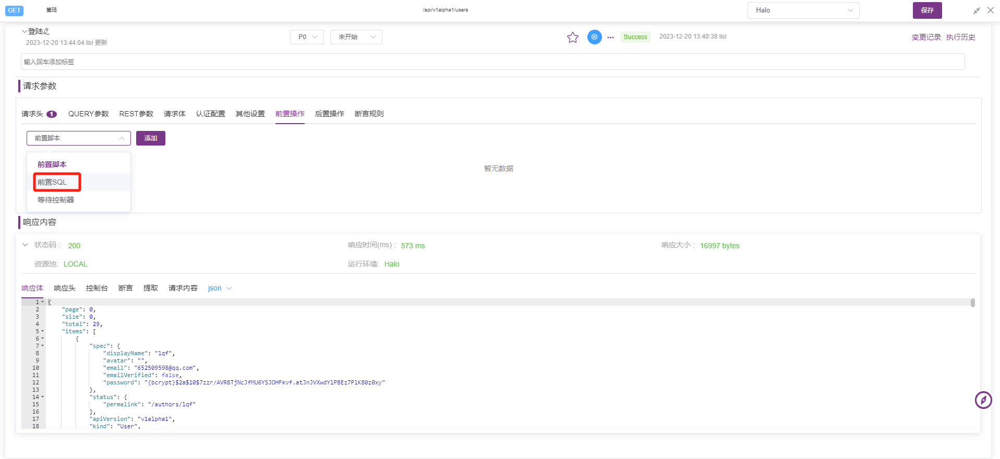 GET 登陆 /api/v1alpha1/users Halo 保存
登陆
2023-12-20 13:44:04 lisi 更新 P0 未开始 Success 2023-12-20 13:40:38 lisi 变更记录 执行历史
输入回车添加标签
请求参数
请求头 1 QUERY参数 REST参数 请求体 认证配置 其他设置 前置操作 后置操作 断言规则
前置脚本 添加
前置脚本
前置SQL
等待控制器
暂无数据
响应内容
状态码 : 200 响应时间(ms) : 573 ms 响应大小 : 16997 bytes
资源池: LOCAL 运行环境: Halo
响应体 响应头 控制台 断言 提取 请求内容 json
1 {
2 "page": 0,
3 "size": 0,
4 "total": 29,
5 "items": [
6 {
7 "spec": {
8 "displayName": "lqf",
9 "avatar": "",
10 "email": "652509598@qq.com",
11 "emailVerified": false,
12 "password": "{bcrypt}$2a$10$7zzr/AVR8TjNcJfMU6YSJOHFkvf.atJnJVXwdYlPBEz7PlK80z0xy"
13 },
14 "status": {
15 "permalink": "/authors/lqf"
16 },
17 "apiVersion": "v1alpha1",
18 "kind": "User",